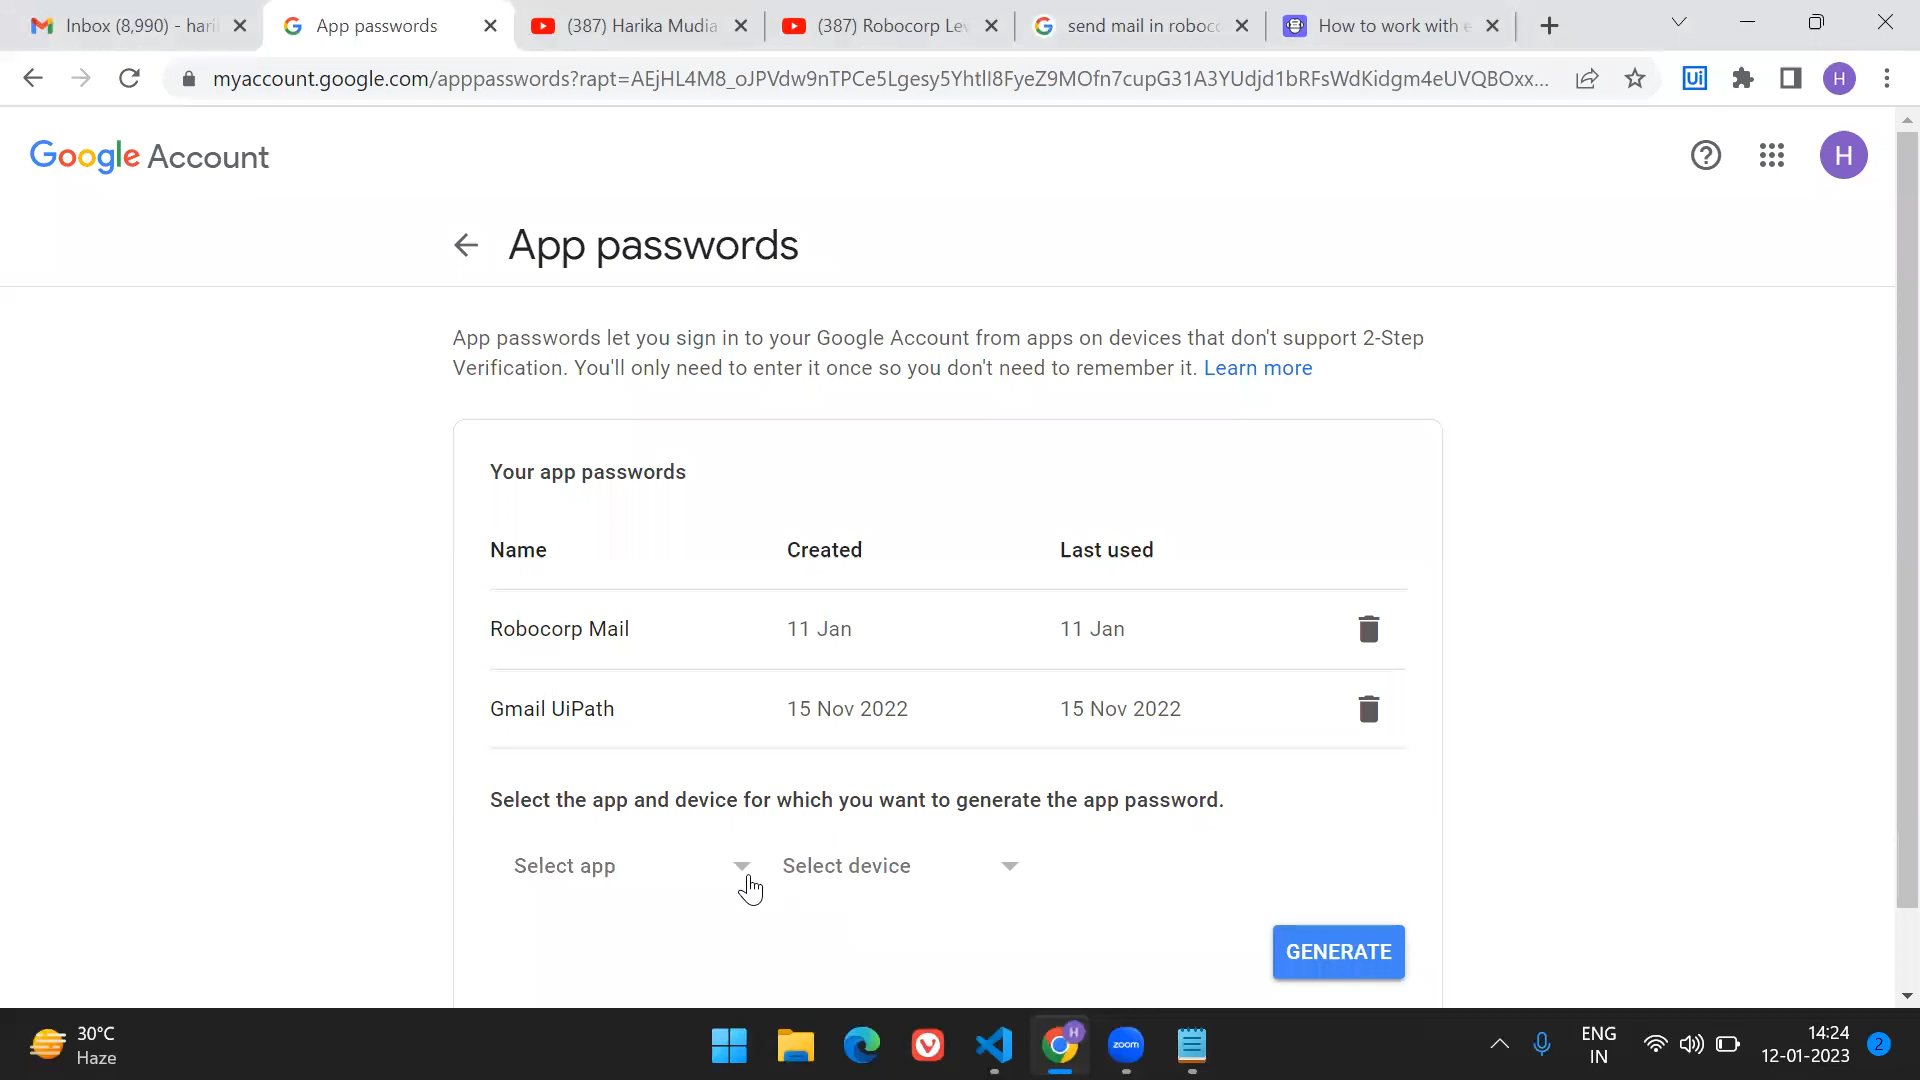 Inbox (8,990) - hari
App passwords
(387) Harika Mudia
(387) Robocorp Le
send mail in roboc
How to work with e
myaccount.google.com/apppasswords?rapt=AEjHL4M8_oJPVdw9nTPCe5Lgesy5YhtlI8FyeZ9MOfn7cupG31A3YUdjd1bRFsWdKidgm4eUVQBOxx...
Ui
H
Google Account
H
App passwords
App passwords let you sign in to your Google Account from apps on devices that don't support 2-Step
Verification. You'll only need to enter it once so you don't need to remember it. Learn more
Your app passwords
Name Created Last used
Robocorp Mail 11 Jan 11 Jan
Gmail UiPath 15 Nov 2022 15 Nov 2022
Select the app and device for which you want to generate the app password.
Select app Select device
GENERATE
30°C
Haze
H
zoom
ENG
IN
14:24
12-01-2023
2